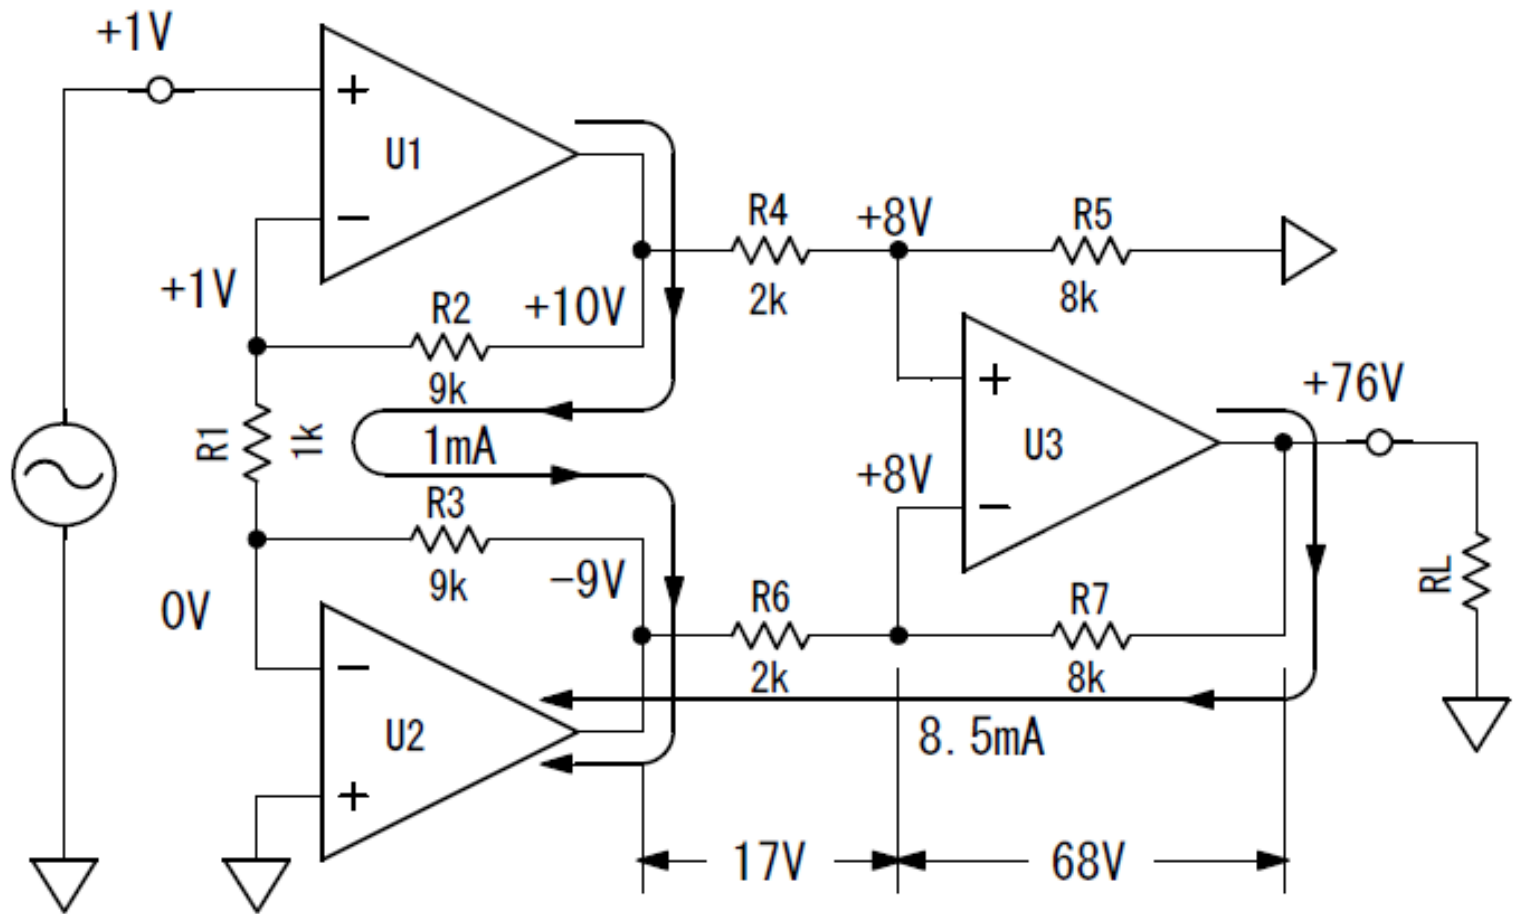 +1V
+
U1
−
+1V
R2
+10V
9k
R4
2k
+8V
R5
8k
R1
1k
1mA
R3
9k
−9V
0V
−
U2
+
+
U3
−
+8V
+76V
RL
R6
2k
R7
8k
8.5mA
17V
68V